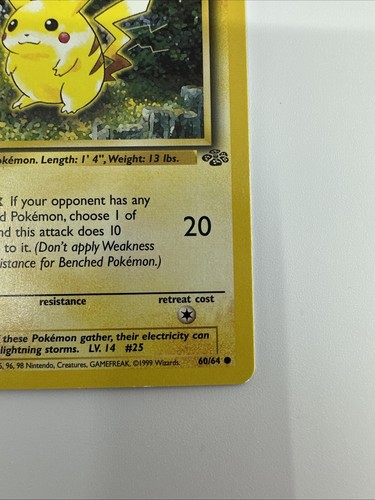 okémon. Length: 1' 4", Weight: 13 lbs.
If your opponent has any
d Pokémon, choose 1 of
nd this attack does 10
to it. (Don't apply Weakness
istance for Benched Pokémon.)
20
resistance
retreat cost
f these Pokémon gather, their electricity can
lightning storms. LV. 14 #25
5, 96, 98 Nintendo, Creatures, GAMEFREAK. ©1999 Wizards.
60/64